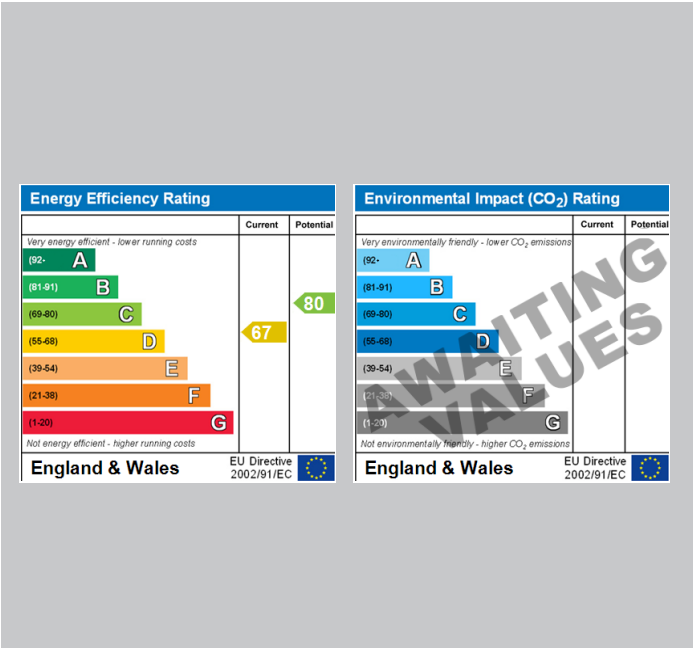 Energy Efficiency Rating
Current Potential
Very energy efficient - lower running costs
(92- A
(81-91) B
(69-80) C
(55-68) D
(39-54) E
(21-38) F
(1-20) G
67
80
Not energy efficient - higher running costs
England & Wales
EU Directive
2002/91/EC
Environmental Impact (CO2) Rating
Current Potential
Very environmentally friendly - lower CO2 emissions
(92- A
(81-91) B
(69-80) C
(55-68) D
(39-54) E
(21-38) F
(1-20) G
AWAITING
VALUES
Not environmentally friendly - higher CO2 emissions
England & Wales
EU Directive
2002/91/EC